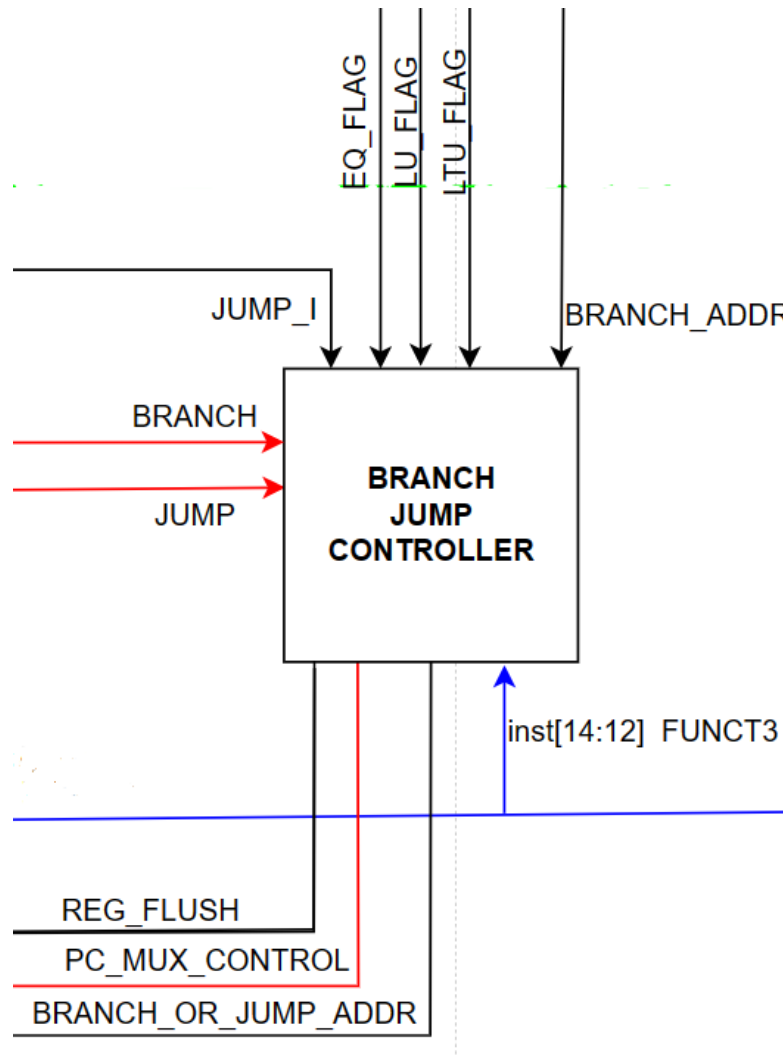 EQ_FLAG
LU_FLAG
LTU_FLAG
JUMP_I
BRANCH_ADDR
BRANCH
JUMP
BRANCH
JUMP
CONTROLLER
inst[14:12] FUNCT3
REG_FLUSH
PC_MUX_CONTROL
BRANCH_OR_JUMP_ADDR